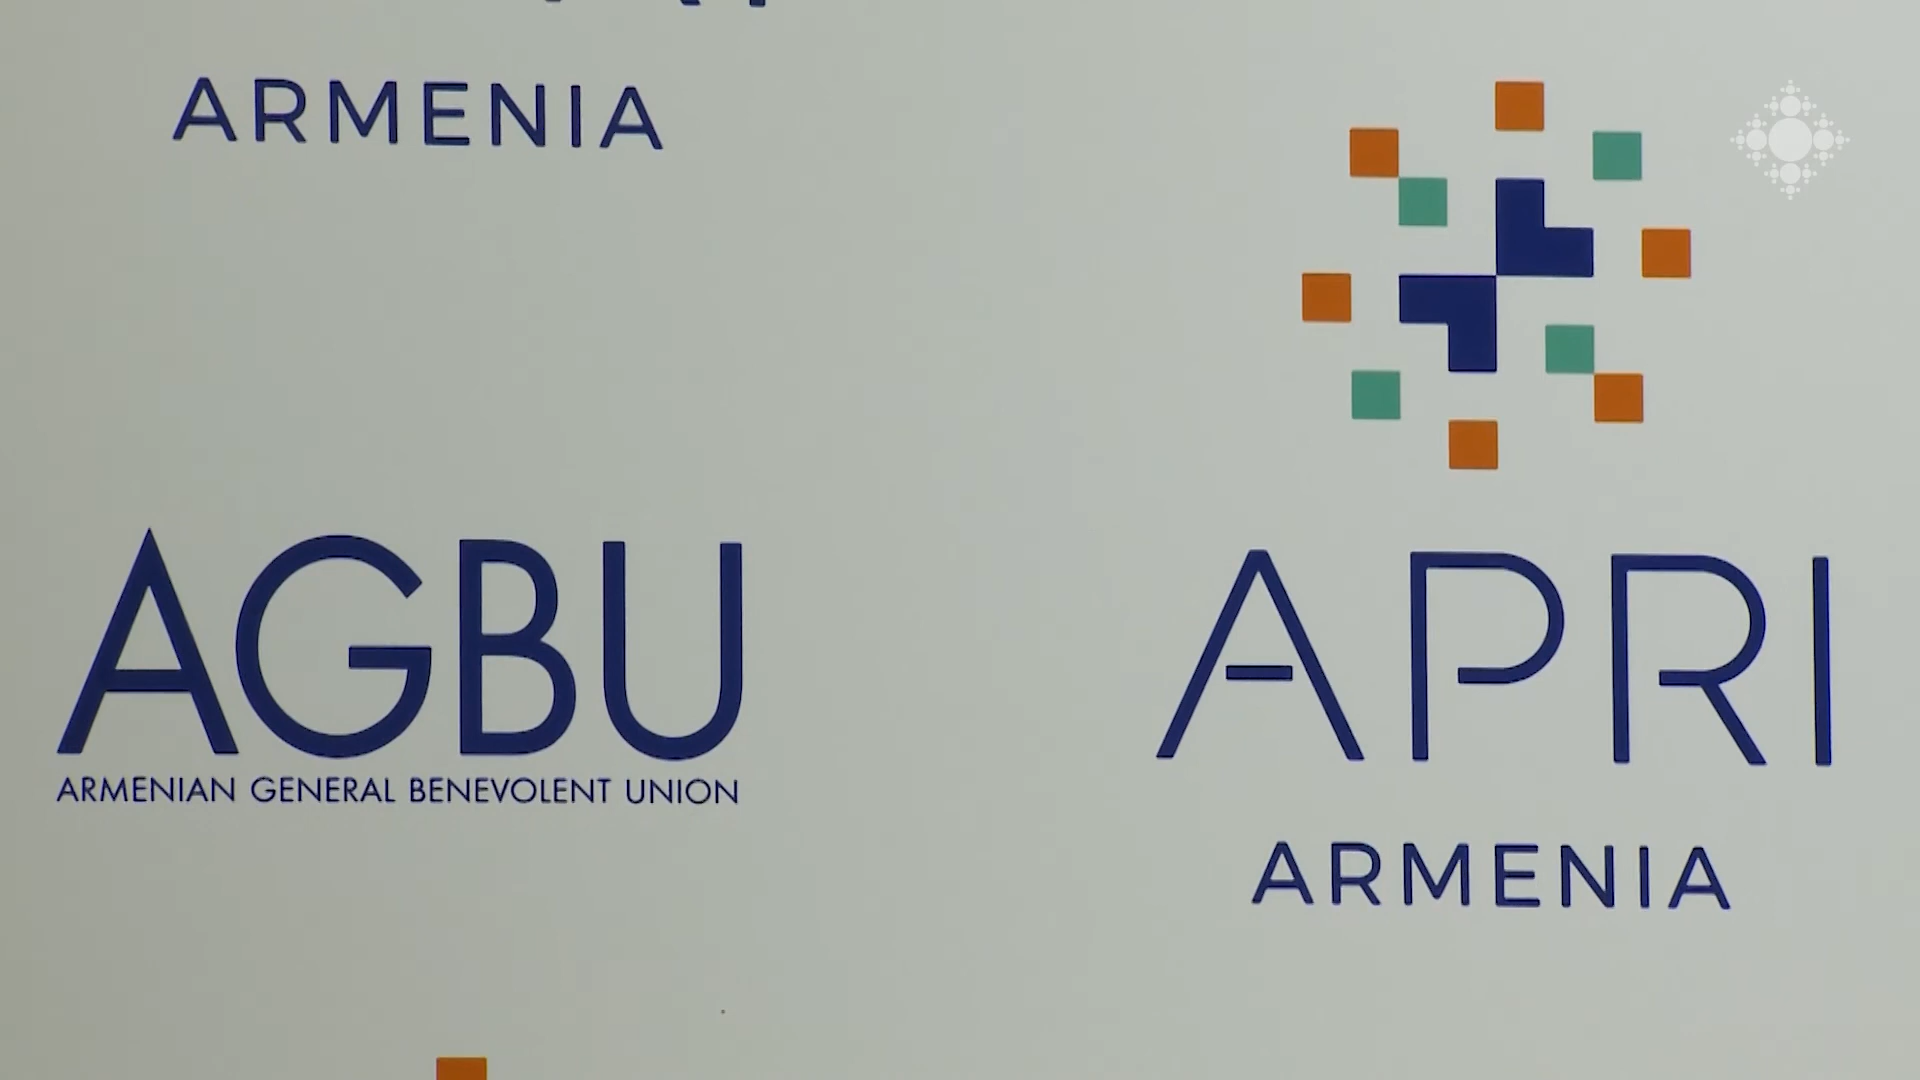 ARMENIA
AGBU
ARMENIAN GENERAL BENEVOLENT UNION
APRI
ARMENIA